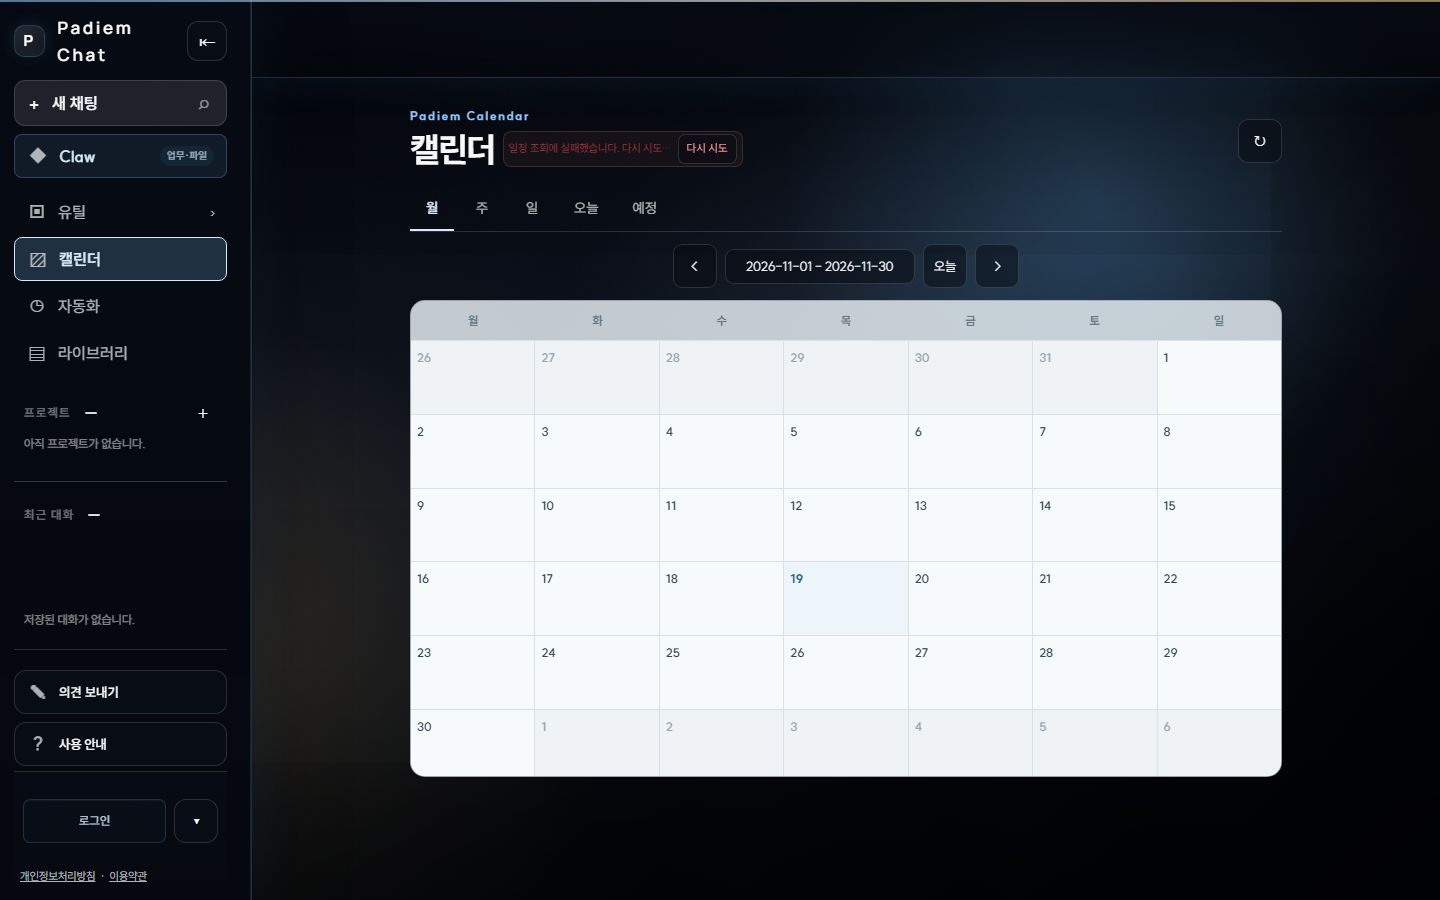 P
Padiem
Chat
+ 새 채팅
Claw 업무·파일
유틸
캘린더
자동화
라이브러리
프로젝트
아직 프로젝트가 없습니다.
최근 대화
저장된 대화가 없습니다.
의견 보내기
? 사용 안내
로그인
개인정보처리방침 · 이용약관
Padiem Calendar
캘린더 일정 조회에 실패했습니다. 다시 시도… 다시 시도
월 주 일 오늘 예정
2026-11-01 - 2026-11-30 오늘
월 화 수 목 금 토 일
26 27 28 29 30 31 1
2 3 4 5 6 7 8
9 10 11 12 13 14 15
16 17 18 19 20 21 22
23 24 25 26 27 28 29
30 1 2 3 4 5 6